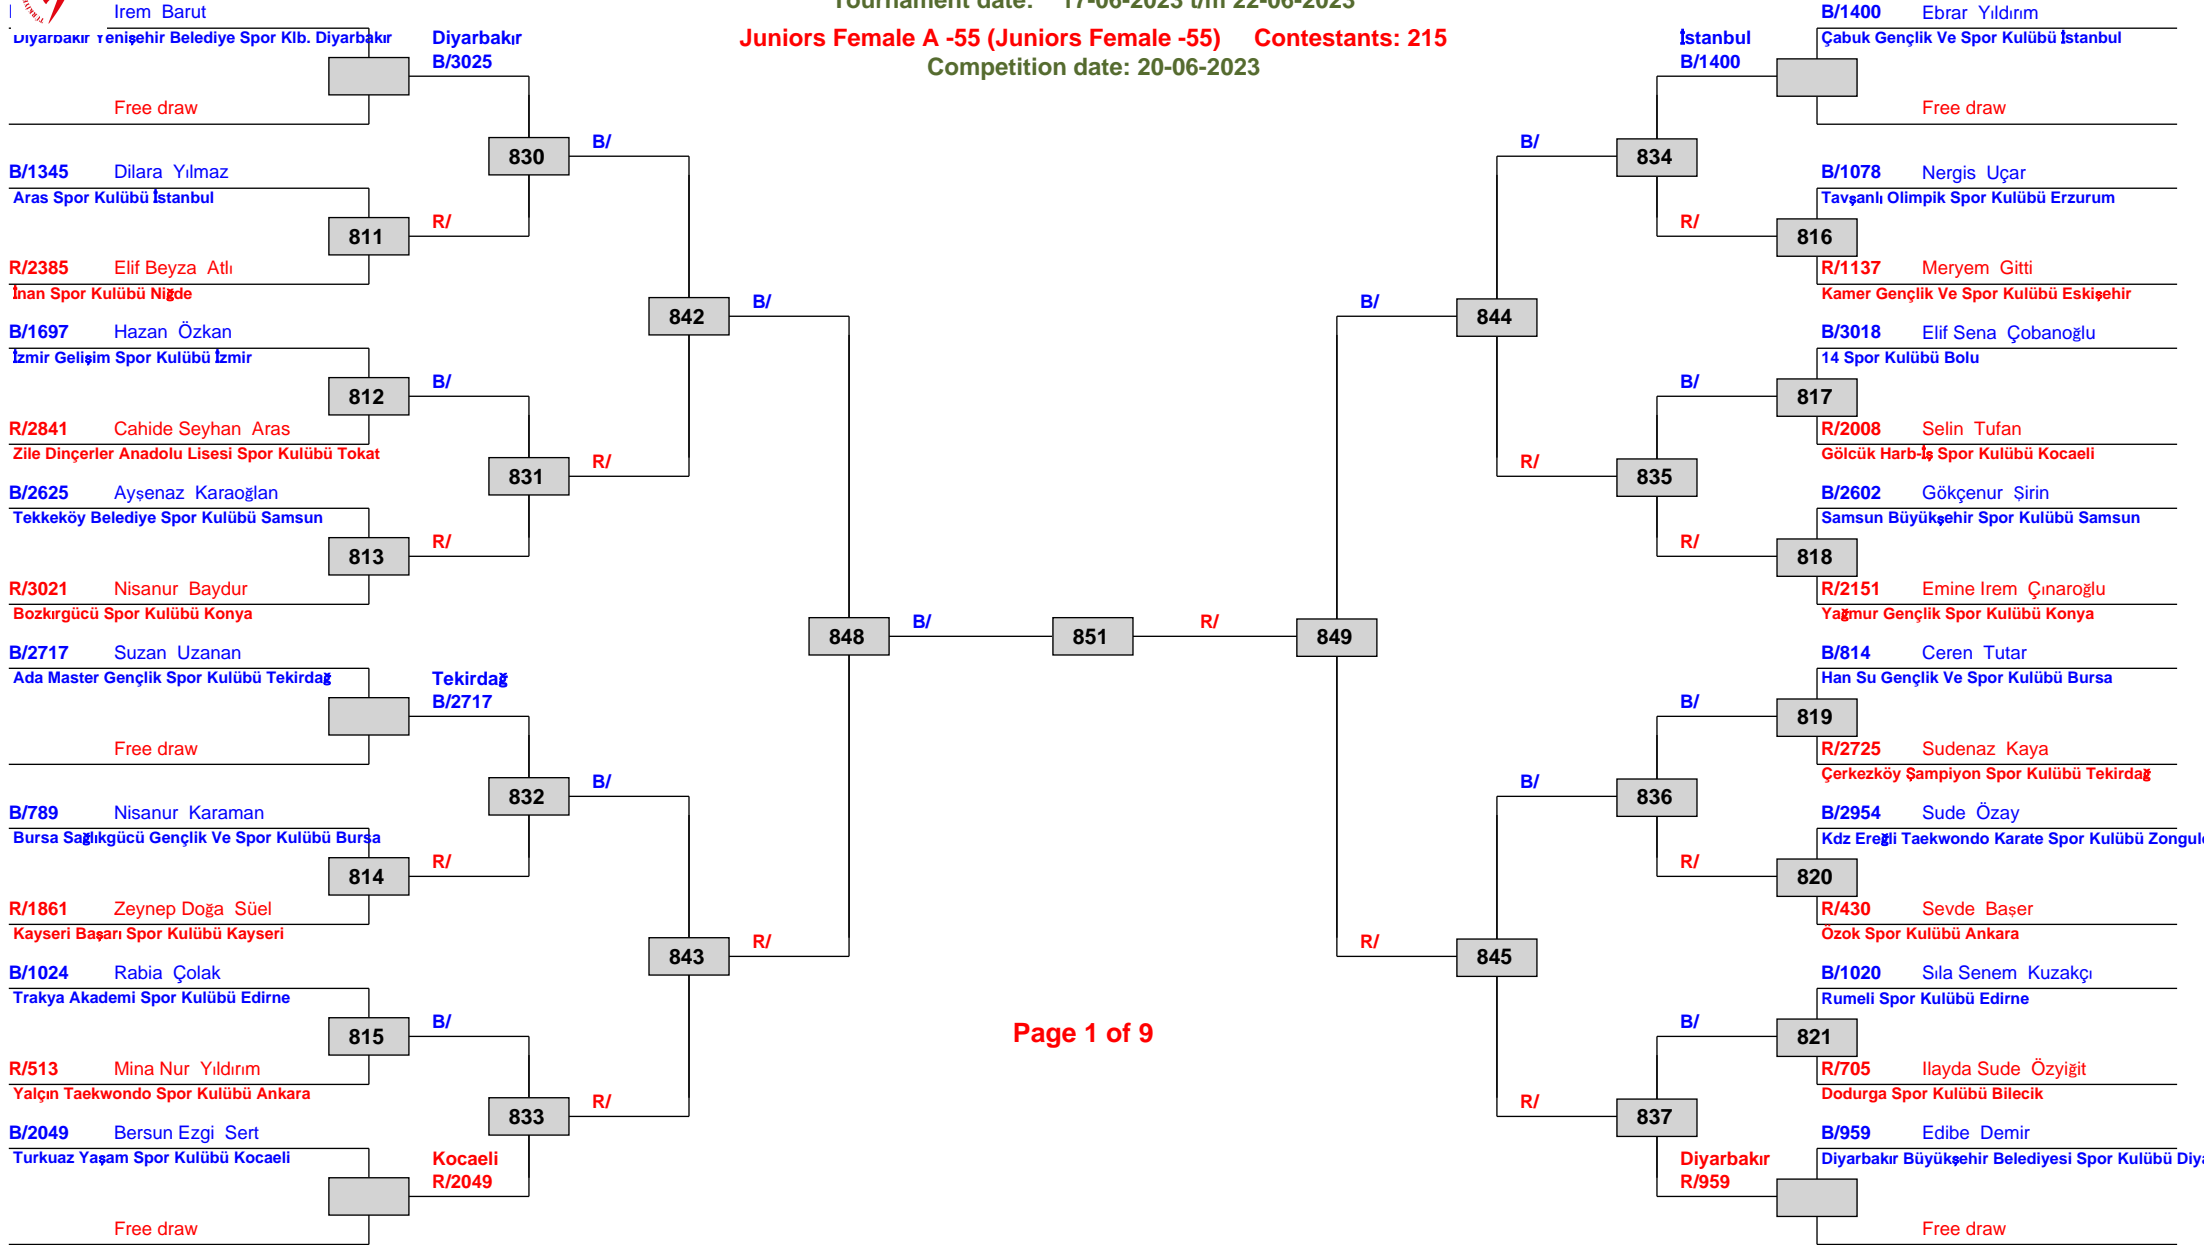 Tournament date: 17-06-2023 t/m 22-06-2023
Juniors Female A -55 (Juniors Female -55) Contestants: 215
Competition date: 20-06-2023
Irem Barut
Diyarbakır Yenişehir Belediye Spor Klb. Diyarbakır
Free draw
B/1345 Dilara Yılmaz
Aras Spor Kulübü İstanbul
R/2385 Elif Beyza Atlı
İnan Spor Kulübü Niğde
B/1697 Hazan Özkan
İzmir Gelişim Spor Kulübü İzmir
R/2841 Cahide Seyhan Aras
Zile Dinçerler Anadolu Lisesi Spor Kulübü Tokat
B/2625 Ayşenaz Karaoğlan
Tekkeköy Belediye Spor Kulübü Samsun
R/3021 Nisanur Baydur
Bozkırgücü Spor Kulübü Konya
B/2717 Suzan Uzanan
Ada Master Gençlik Spor Kulübü Tekirdağ
Free draw
B/789 Nisanur Karaman
Bursa Sağlıkgücü Gençlik Ve Spor Kulübü Bursa
R/1861 Zeynep Doğa Süel
Kayseri Başarı Spor Kulübü Kayseri
B/1024 Rabia Çolak
Trakya Akademi Spor Kulübü Edirne
R/513 Mina Nur Yıldırım
Yalçın Taekwondo Spor Kulübü Ankara
B/2049 Bersun Ezgi Sert
Turkuaz Yaşam Spor Kulübü Kocaeli
Free draw
811
812
813
814
815
Diyarbakır
B/3025
R/
B/
R/
Tekirdağ
B/2717
R/
B/
Kocaeli
R/2049
830
831
832
833
B/
R/
B/
R/
842
843
B/
R/
848
B/
851
R/
849
B/
R/
844
845
B/
R/
B/
R/
834
835
836
837
İstanbul
B/1400
R/
B/
R/
B/
R/
B/
Diyarbakır
R/959
816
817
818
819
820
821
B/1400 Ebrar Yıldırım
Çabuk Gençlik Ve Spor Kulübü İstanbul
Free draw
B/1078 Nergis Uçar
Tavşanlı Olimpik Spor Kulübü Erzurum
R/1137 Meryem Gitti
Kamer Gençlik Ve Spor Kulübü Eskişehir
B/3018 Elif Sena Çobanoğlu
14 Spor Kulübü Bolu
R/2008 Selin Tufan
Gölcük Harb-İş Spor Kulübü Kocaeli
B/2602 Gökçenur Şirin
Samsun Büyükşehir Spor Kulübü Samsun
R/2151 Emine Irem Çınaroğlu
Yağmur Gençlik Spor Kulübü Konya
B/814 Ceren Tutar
Han Su Gençlik Ve Spor Kulübü Bursa
R/2725 Sudenaz Kaya
Çerkezköy Şampiyon Spor Kulübü Tekirdağ
B/2954 Sude Özay
Kdz Ereğli Taekwondo Karate Spor Kulübü Zongul
R/430 Sevde Başer
Özok Spor Kulübü Ankara
B/1020 Sıla Senem Kuzakçı
Rumeli Spor Kulübü Edirne
R/705 Ilayda Sude Özyiğit
Dodurga Spor Kulübü Bilecik
B/959 Edibe Demir
Diyarbakır Büyükşehir Belediyesi Spor Kulübü Diy
Free draw
Page 1 of 9